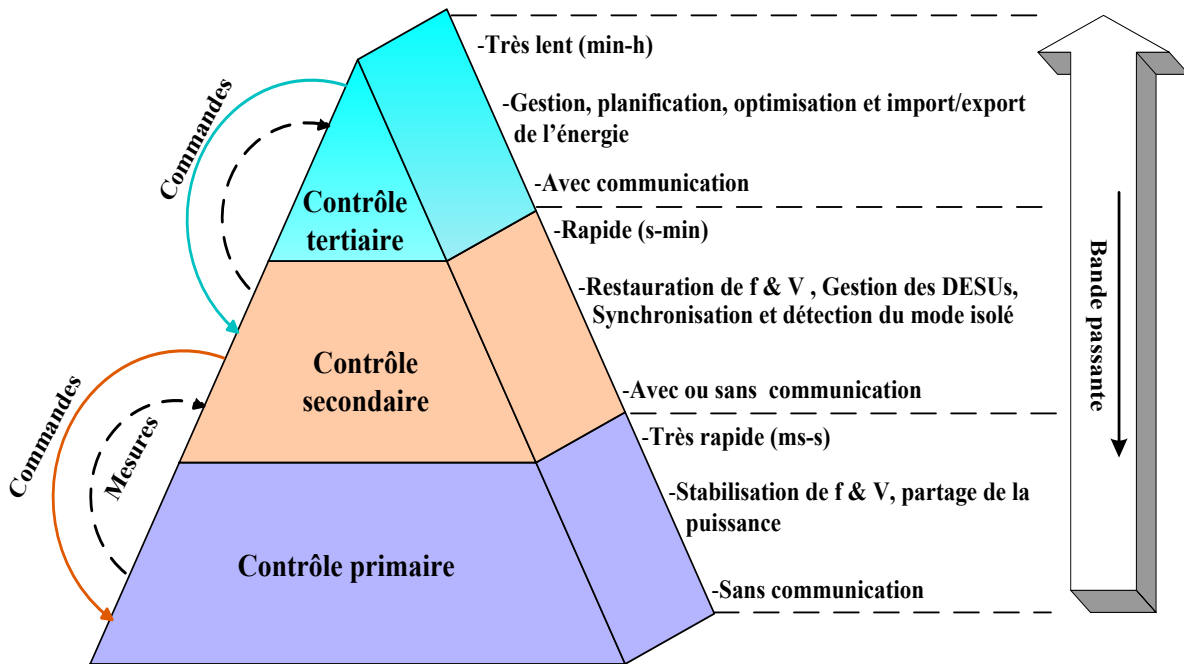 -Très lent (min-h)
-Gestion, planification, optimisation et import/export
de l'énergie
-Avec communication
Commandes
Contrôle
tertiaire
-Rapide (s-min)
-Restauration de f & V , Gestion des DESUs,
Synchronisation et détection du mode isolé
-Avec ou sans communication
Contrôle
secondaire
Commandes
Mesures
-Très rapide (ms-s)
-Stabilisation de f & V, partage de la
puissance
-Sans communication
Contrôle primaire
Bande passante